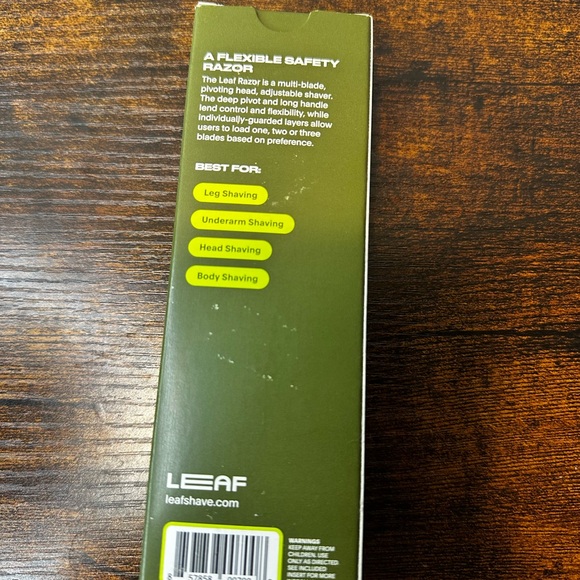 A FLEXIBLE SAFETY
RAZOR
The Leaf Razor is a multi-blade,
pivoting head, adjustable shaver.
The deep pivot and long handle
lend control and flexibility, while
individually-guarded layers allow
users to load one, two or three
blades based on preference.
BEST FOR:
Leg Shaving
Underarm Shaving
Head Shaving
Body Shaving
LEAF
leafshave.com
WARNINGS
KEEP AWAY FROM
CHILDREN. USE
ONLY AS DIRECTED:
SEE INCLUDED
INSERT FOR MORE
8 57858